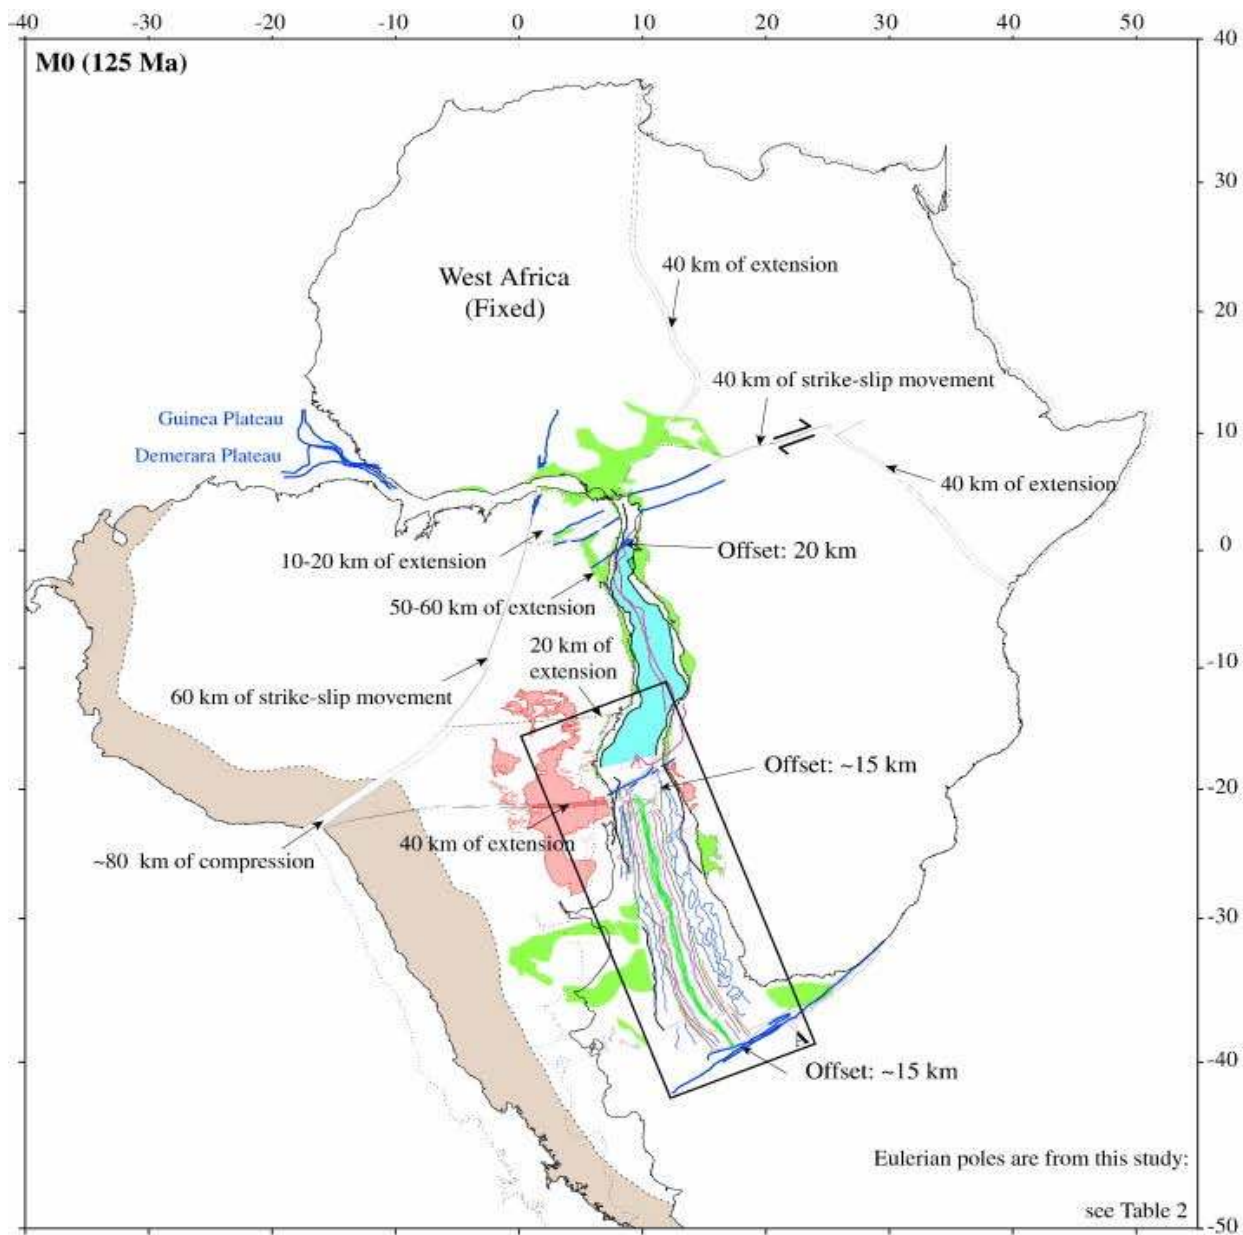 -40 -30 -20 -10 0 10 20 30 40 50
40
M0 (125 Ma)
30
40 km of extension
West Africa
(Fixed)
20
40 km of strike-slip movement
Guinea Plateau
10
Demerara Plateau
40 km of extension
Offset: 20 km
0
10-20 km of extension
50-60 km of extension
20 km of
extension
-10
60 km of strike-slip movement
Offset: ~15 km
-20
40 km of extension
~80 km of compression
-30
A
-40
Offset: ~15 km
Eulerian poles are from this study:
see Table 2
-50